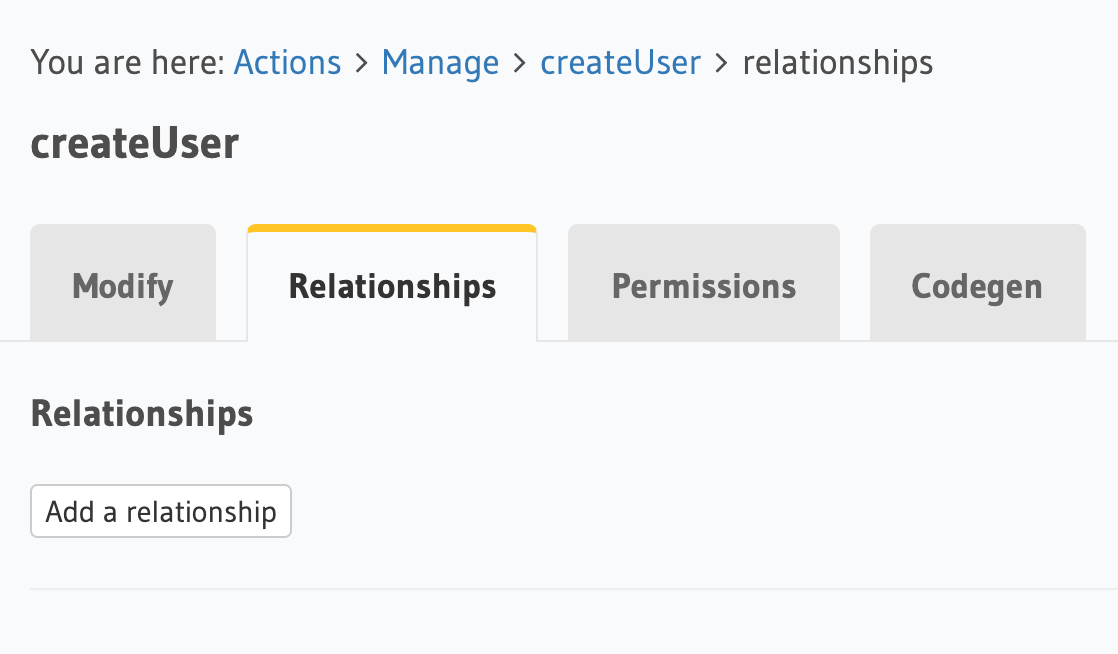 You are here: Actions > Manage > createUser > relationships
createUser
Modify Relationships Permissions Codegen
Relationships
Add a relationship